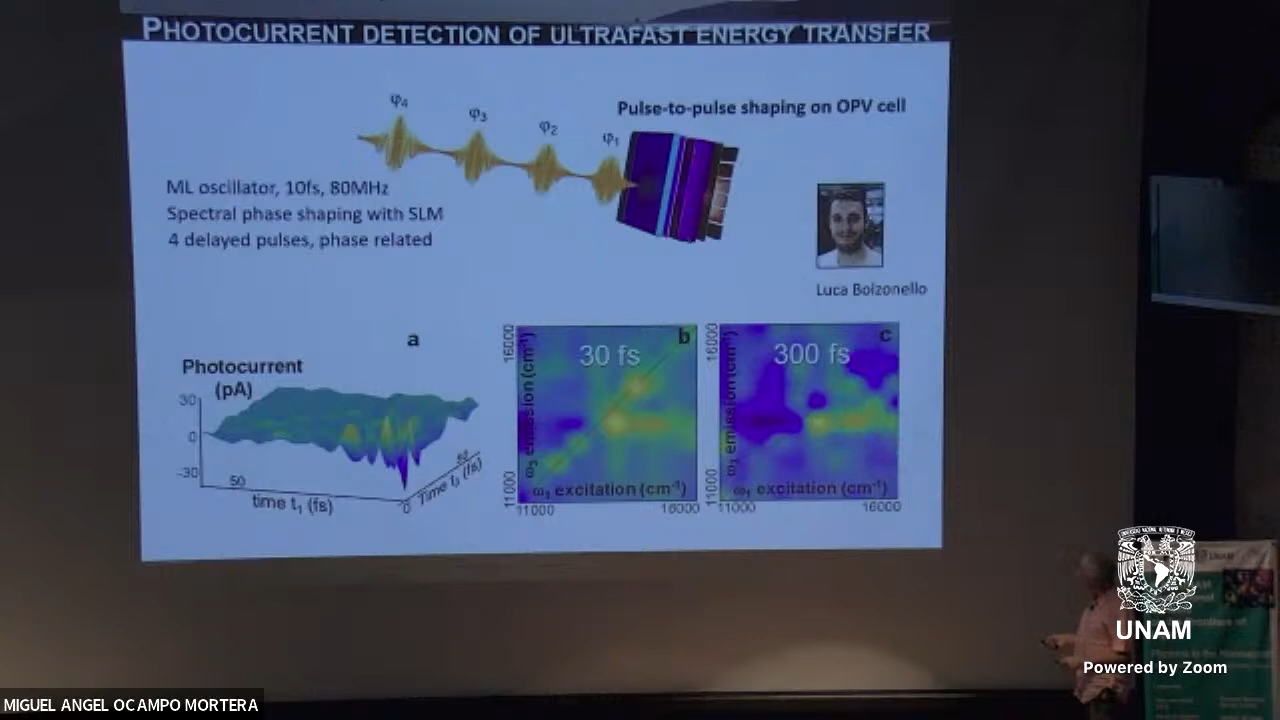 PHOTOCURRENT DETECTION OF ULTRAFAST ENERGY TRANSFER
φ4
φ3
φ2
φ1
Pulse-to-pulse shaping on OPV cell
ML oscillator, 10fs, 80MHz
Spectral phase shaping with SLM
4 delayed pulses, phase related
Luca Bolzonello
a
Photocurrent
(pA)
30
0
-30
50
time t1 (fs)
0
Time t3 (fs)
50
b
30 fs
16000
ω3 emission (cm-1)
11000
ω1 excitation (cm-1)
11000
16000
c
300 fs
16000
ω3 emission (cm-1)
11000
ω1 excitation (cm-1)
11000
16000
UNAM
Powered by Zoom
MIGUEL ANGEL OCAMPO MORTERA